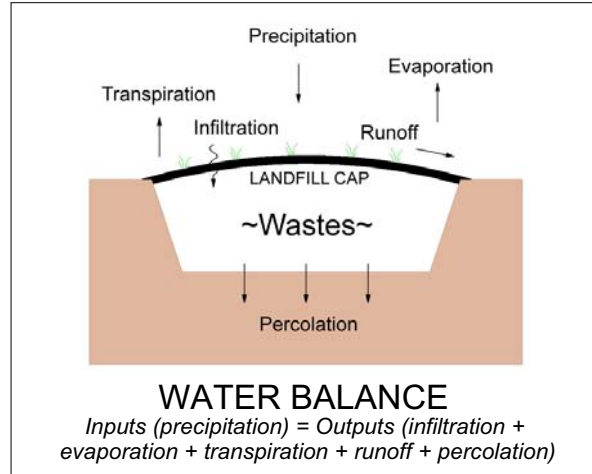 Precipitation
Evaporation
Transpiration
Infiltration
Runoff
LANDFILL CAP
~Wastes~
Percolation
WATER BALANCE
Inputs (precipitation) = Outputs (infiltration +
evaporation + transpiration + runoff + percolation)